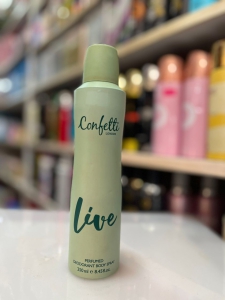 Confetti
LONDON
Live
PERFUMED
DEODORANT BODY SPRAY
250ml ℮ 8.45fl.oz